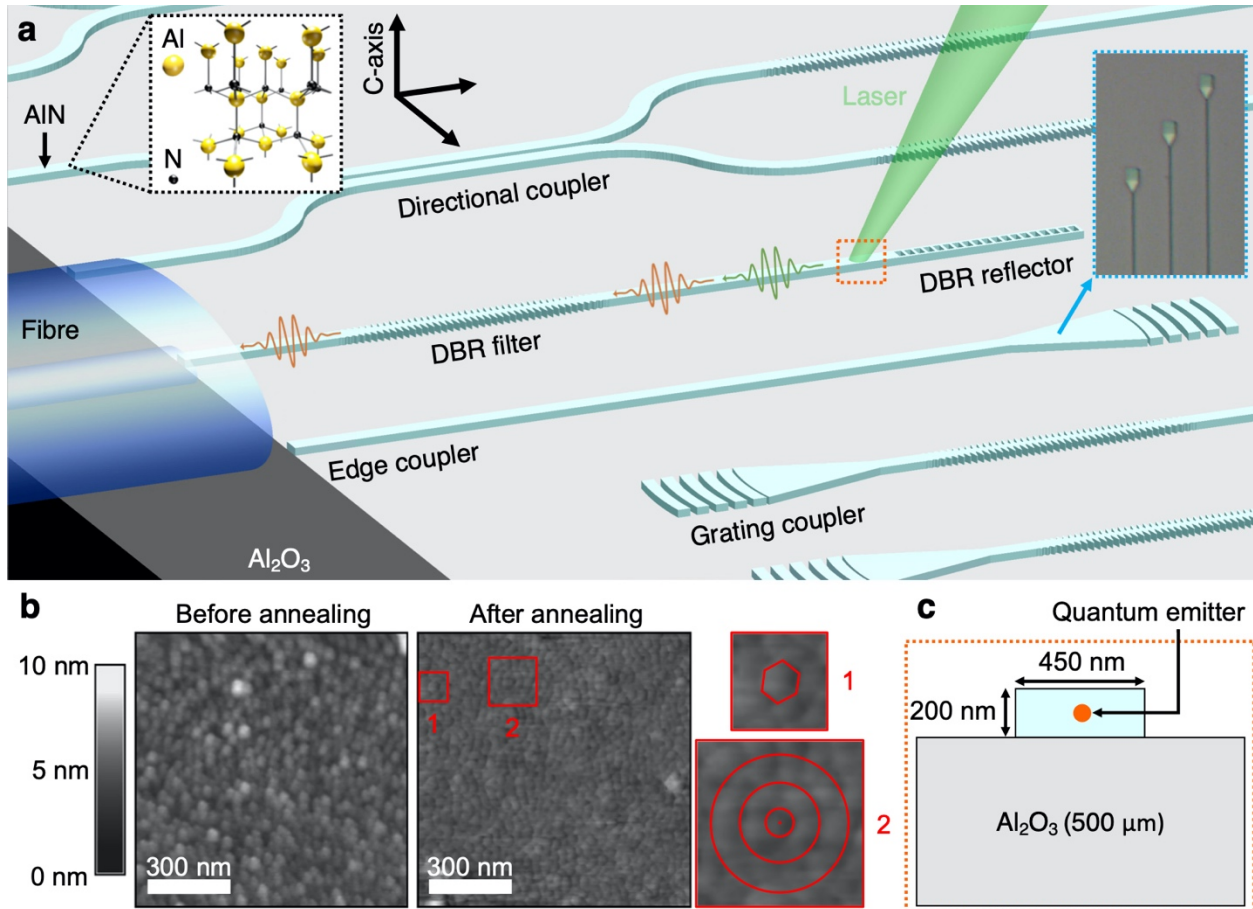 a
Al
C-axis
AlN
N
Laser
Directional coupler
DBR reflector
Fibre
DBR filter
Edge coupler
Grating coupler
Al₂O₃
b
Before annealing
After annealing
10 nm
5 nm
0 nm
300 nm
1
2
300 nm
1
2
c
Quantum emitter
450 nm
200 nm
Al₂O₃ (500 μm)